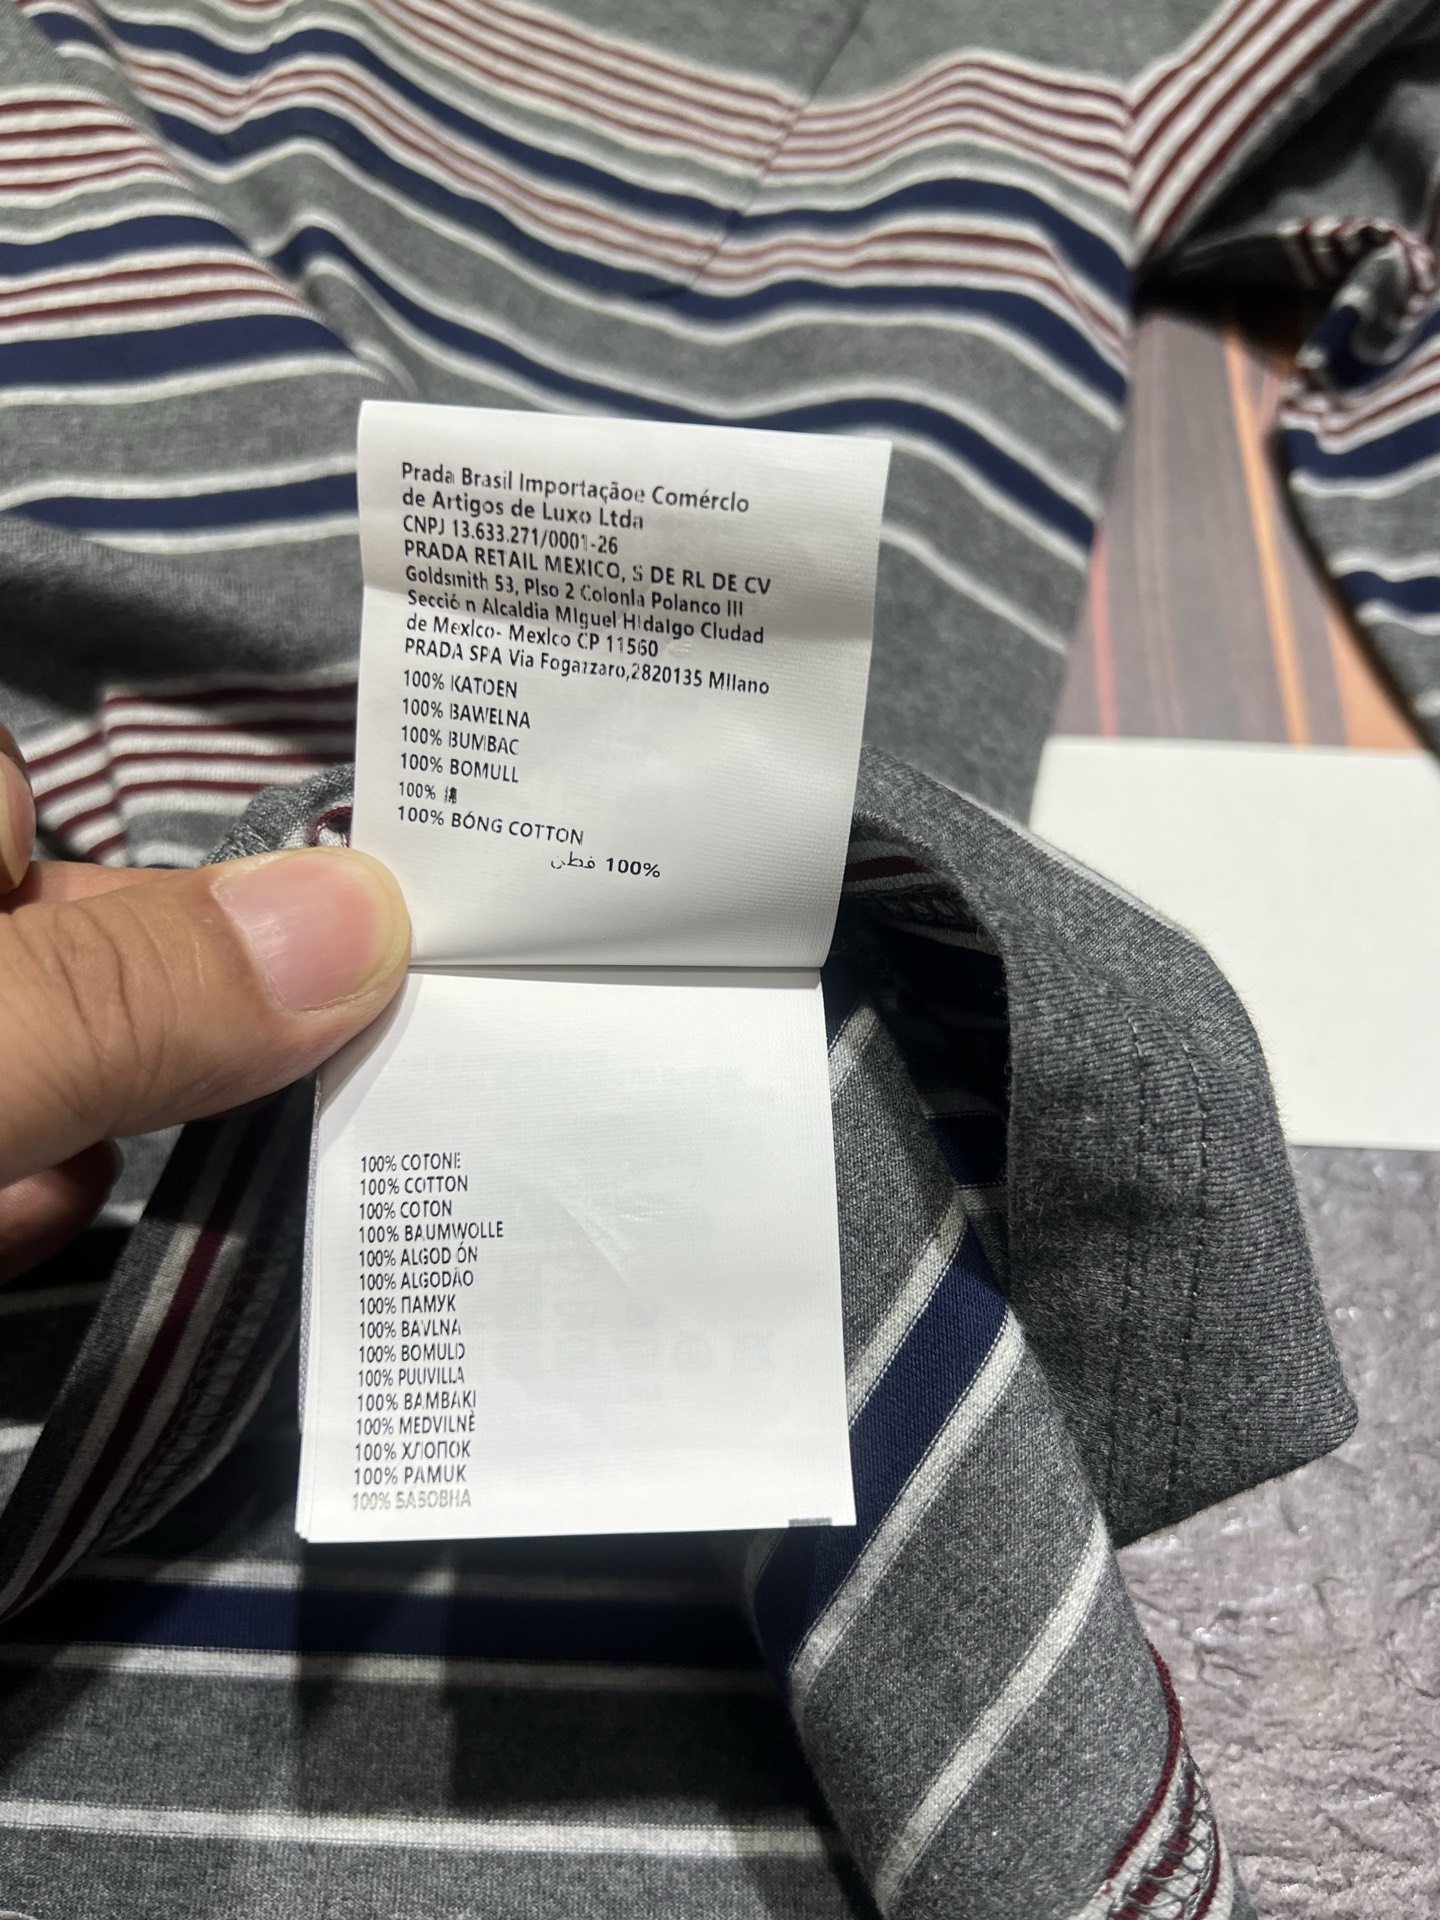 Prada Brasil Importaçãoe Comérclo
de Artigos de Luxo Ltda
CNPJ 13.633.271/0001-26
PRADA RETAIL MEXICO, S DE RL DE CV
Goldsmith 53, Plso 2 Colonla Polanco III
Secció n Alcaldia Mlguel Hidalgo Cludad
de Mexlco- Mexlco CP 11560
PRADA SPA Via Fogazzaro,2820135 Mllano
100% KATOEN
100% BAWELNA
100% BUMBAC
100% BOMULL
100% 綿
100% BÓNG COTTON
100% قطن
100% COTONE
100% COTTON
100% COTON
100% BAUMWOLLE
100% ALGOD ÓN
100% ALGODÃO
100% ПАМУК
100% BAVLNA
100% BOMULD
100% PUUVILLA
100% BAMBAKI
100% MEDVILNĖ
100% ХЛОПОК
100% PAMUK
100% БАЅОВНА